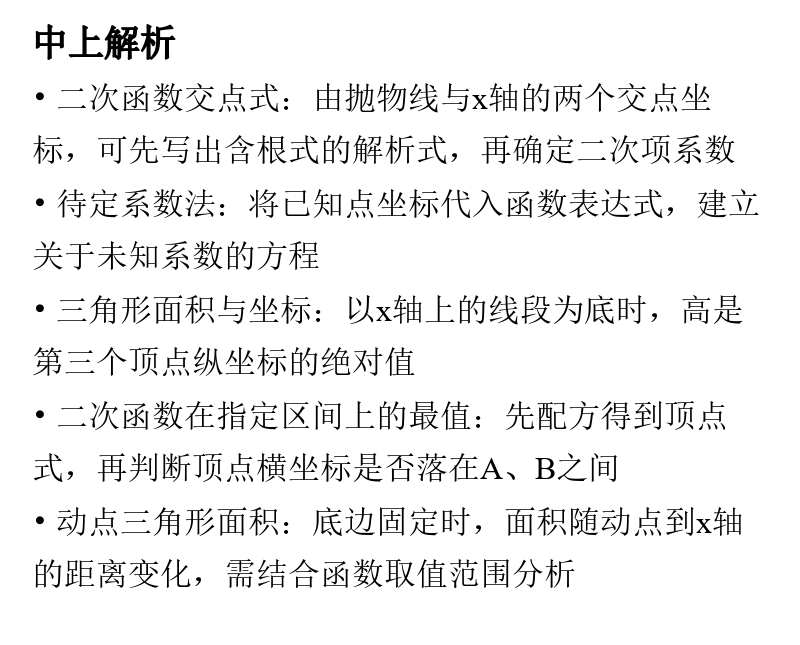 中上解析
• 二次函数交点式：由抛物线与x轴的两个交点坐
标，可先写出含根式的解析式，再确定二次项系数
• 待定系数法：将已知点坐标代入函数表达式，建立
关于未知系数的方程
• 三角形面积与坐标：以x轴上的线段为底时，高是
第三个顶点纵坐标的绝对值
• 二次函数在指定区间上的最值：先配方得到顶点
式，再判断顶点横坐标是否落在A、B之间
• 动点三角形面积：底边固定时，面积随动点到x轴
的距离变化，需结合函数取值范围分析